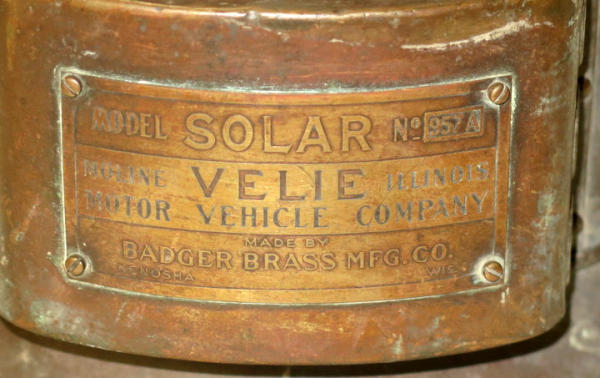 MODEL SOLAR Nº 957 A
MOLINE VELIE ILLINOIS
MOTOR VEHICLE COMPANY
MADE BY
BADGER BRASS MFG. CO.
KENOSHA WIS.